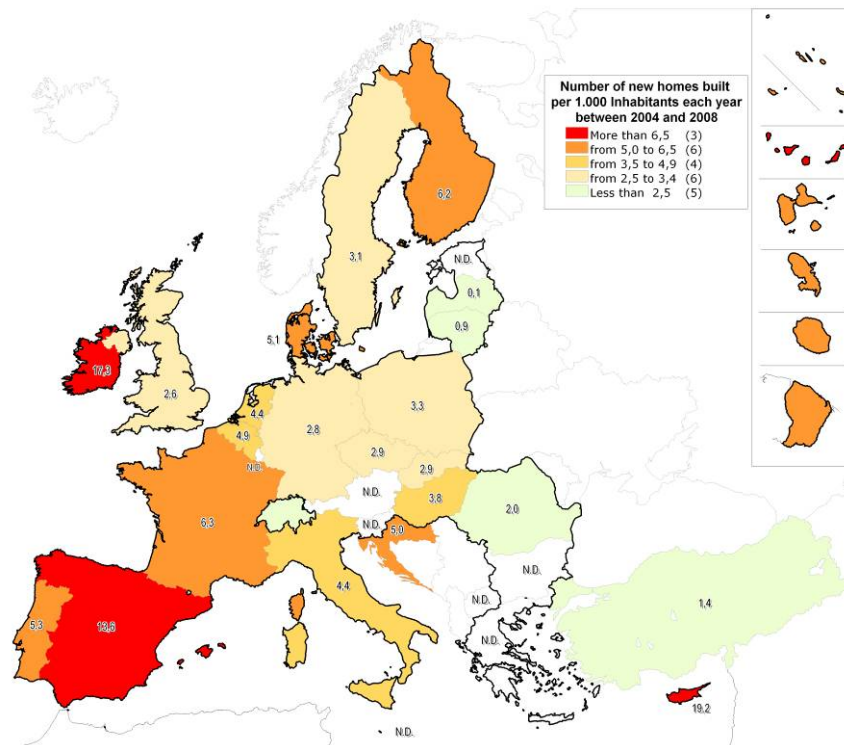 Number of new homes built
per 1.000 Inhabitants each year
between 2004 and 2008
More than 6,5 (3)
from 5,0 to 6,5 (6)
from 3,5 to 4,9 (4)
from 2,5 to 3,4 (6)
Less than 2,5 (5)
6,2
3,1
N.D.
0,1
0,9
5,1
17,3
2,6
4,4
4,9
N.D.
2,8
3,3
2,9
2,9
N.D.
3,8
2,0
6,3
N.D.
5,0
N.D.
N.D.
N.D.
4,4
5,3
13,5
1,4
19,2
N.D.